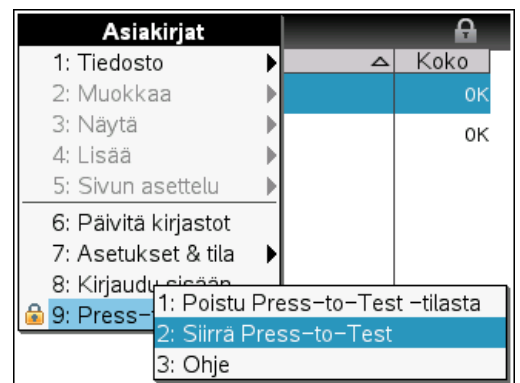 Asiakirjat
1: Tiedosto
2: Muokkaa
3: Näytä
4: Lisää
5: Sivun asettelu
6: Päivitä kirjastot
7: Asetukset & tila
8: Kirjaudu sisään
9: Press-t
1: Poistu Press-to-Test -tilasta
2: Siirrä Press-to-Test
3: Ohje
Koko
0K
0K